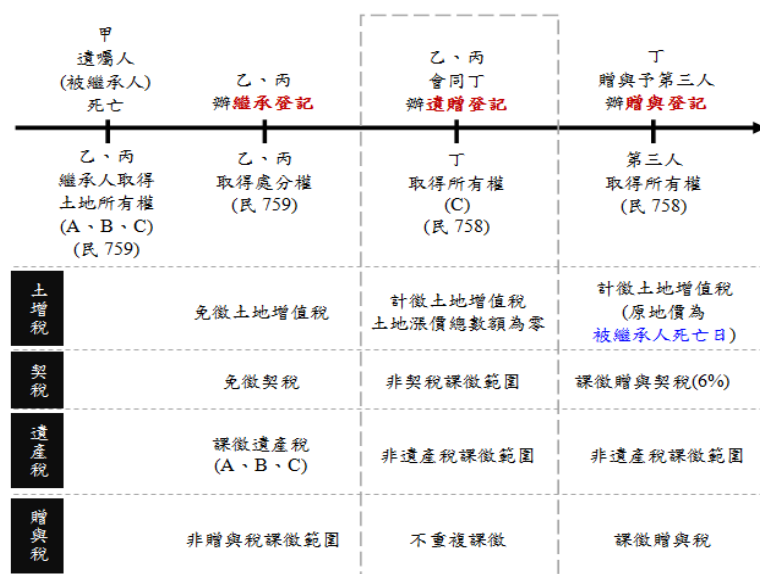 甲
遺囑人
(被繼承人)
死亡
乙、丙
辦繼承登記
乙、丙
會同丁
辦遺贈登記
丁
贈與予第三人
辦贈與登記
乙、丙
繼承人取得
土地所有權
(A、B、C)
(民 759)
乙、丙
取得處分權
(民 759)
丁
取得所有權
(C)
(民 758)
第三人
取得所有權
(民 758)
土增稅
免徵土地增值稅
計徵土地增值稅
土地漲價總數額為零
計徵土地增值稅
(原地價為
被繼承人死亡日)
契稅
免徵契稅
非契稅課徵範圍
課徵贈與契稅(6%)
遺產稅
課徵遺產稅
(A、B、C)
非遺產稅課徵範圍
非遺產稅課徵範圍
贈與稅
非贈與稅課徵範圍
不重複課徵
課徵贈與稅